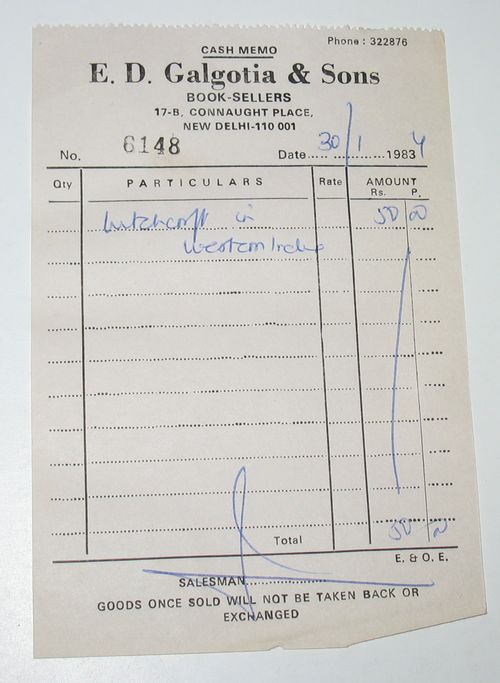 CASH MEMO
Phone : 322876
E. D. Galgotia & Sons
BOOK-SELLERS
17-B, CONNAUGHT PLACE,
NEW DELHI-110 001
No. 6148 Date..... 30/1 ..........1983 4
Qty PARTICULARS Rate AMOUNT
Rs. P.
Witchcraft in 50 00
Western India
Total 50 00
E. & O. E.
SALESMAN....................
GOODS ONCE SOLD WILL NOT BE TAKEN BACK OR
EXCHANGED